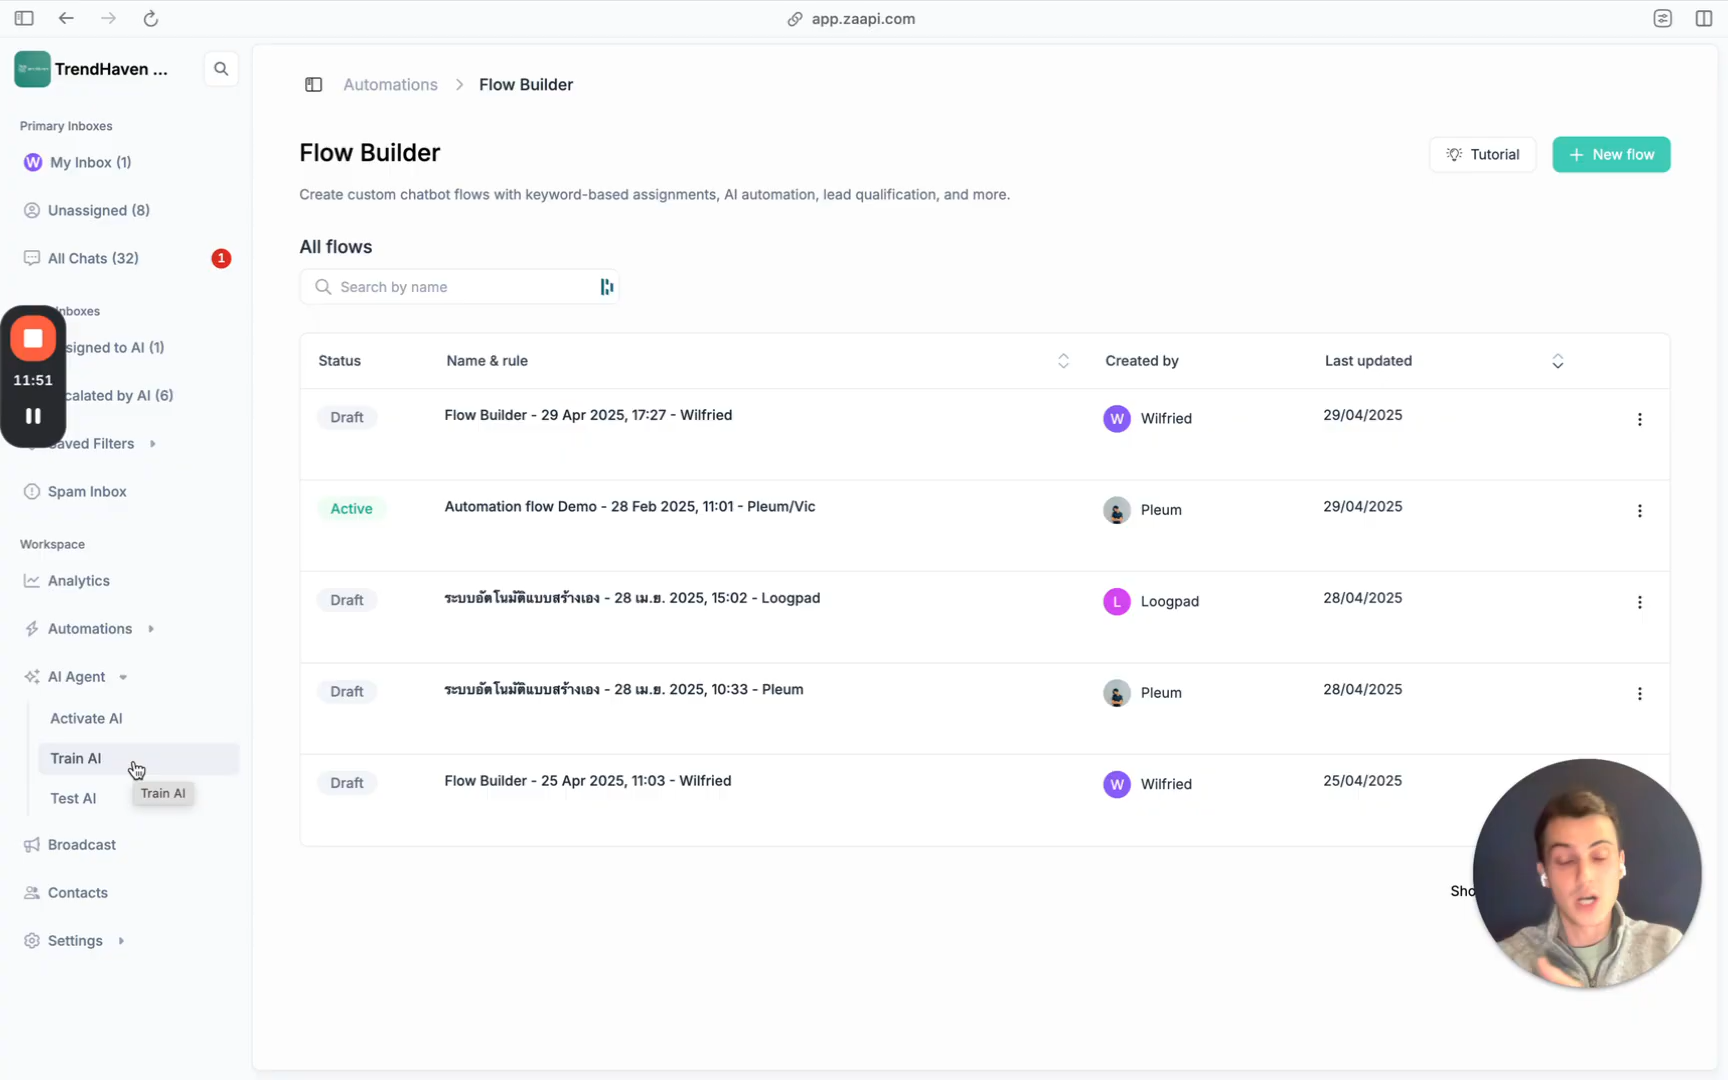 app.zaapi.com
TrendHaven ...
Primary Inboxes
W My Inbox (1)
Unassigned (8)
All Chats (32) 1
nboxes
signed to AI (1)
11:51
calated by AI (6)
aved Filters
Spam Inbox
Workspace
Analytics
Automations
AI Agent
Activate AI
Train AI
Train AI
Test AI
Broadcast
Contacts
Settings
Automations > Flow Builder
Flow Builder
Tutorial
+ New flow
Create custom chatbot flows with keyword-based assignments, AI automation, lead qualification, and more.
All flows
Search by name
Status Name & rule Created by Last updated
Draft Flow Builder - 29 Apr 2025, 17:27 - Wilfried W Wilfried 29/04/2025
Active Automation flow Demo - 28 Feb 2025, 11:01 - Pleum/Vic Pleum 29/04/2025
Draft ระบบอัตโนมัติแบบสร้างเอง - 28 เม.ย. 2025, 15:02 - Loogpad L Loogpad 28/04/2025
Draft ระบบอัตโนมัติแบบสร้างเอง - 28 เม.ย. 2025, 10:33 - Pleum Pleum 28/04/2025
Draft Flow Builder - 25 Apr 2025, 11:03 - Wilfried W Wilfried 25/04/2025
Sho